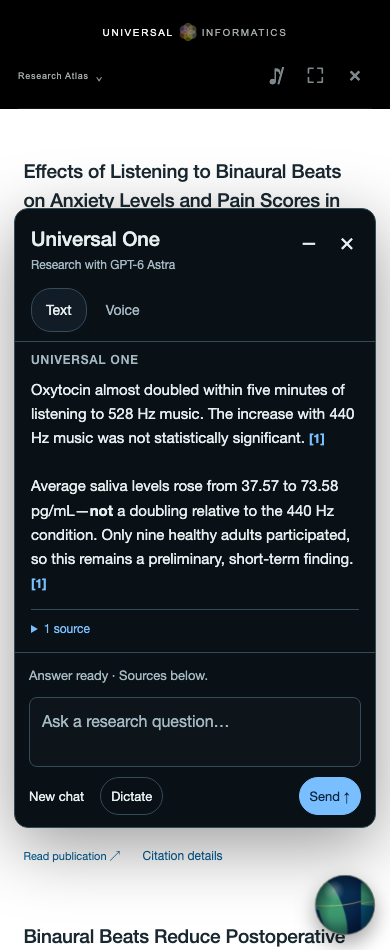 UNIVERSAL INFORMATICS
Research Atlas
Effects of Listening to Binaural Beats
on Anxiety Levels and Pain Scores in
Universal One
Research with GPT-6 Astra
Text Voice
UNIVERSAL ONE
Oxytocin almost doubled within five minutes of
listening to 528 Hz music. The increase with 440
Hz music was not statistically significant. [1]
Average saliva levels rose from 37.57 to 73.58
pg/mL—not a doubling relative to the 440 Hz
condition. Only nine healthy adults participated,
so this remains a preliminary, short-term finding.
[1]
▶ 1 source
Answer ready · Sources below.
Ask a research question…
New chat Dictate Send ↑
Read publication ↗ Citation details
Binaural Beats Reduce Postoperative